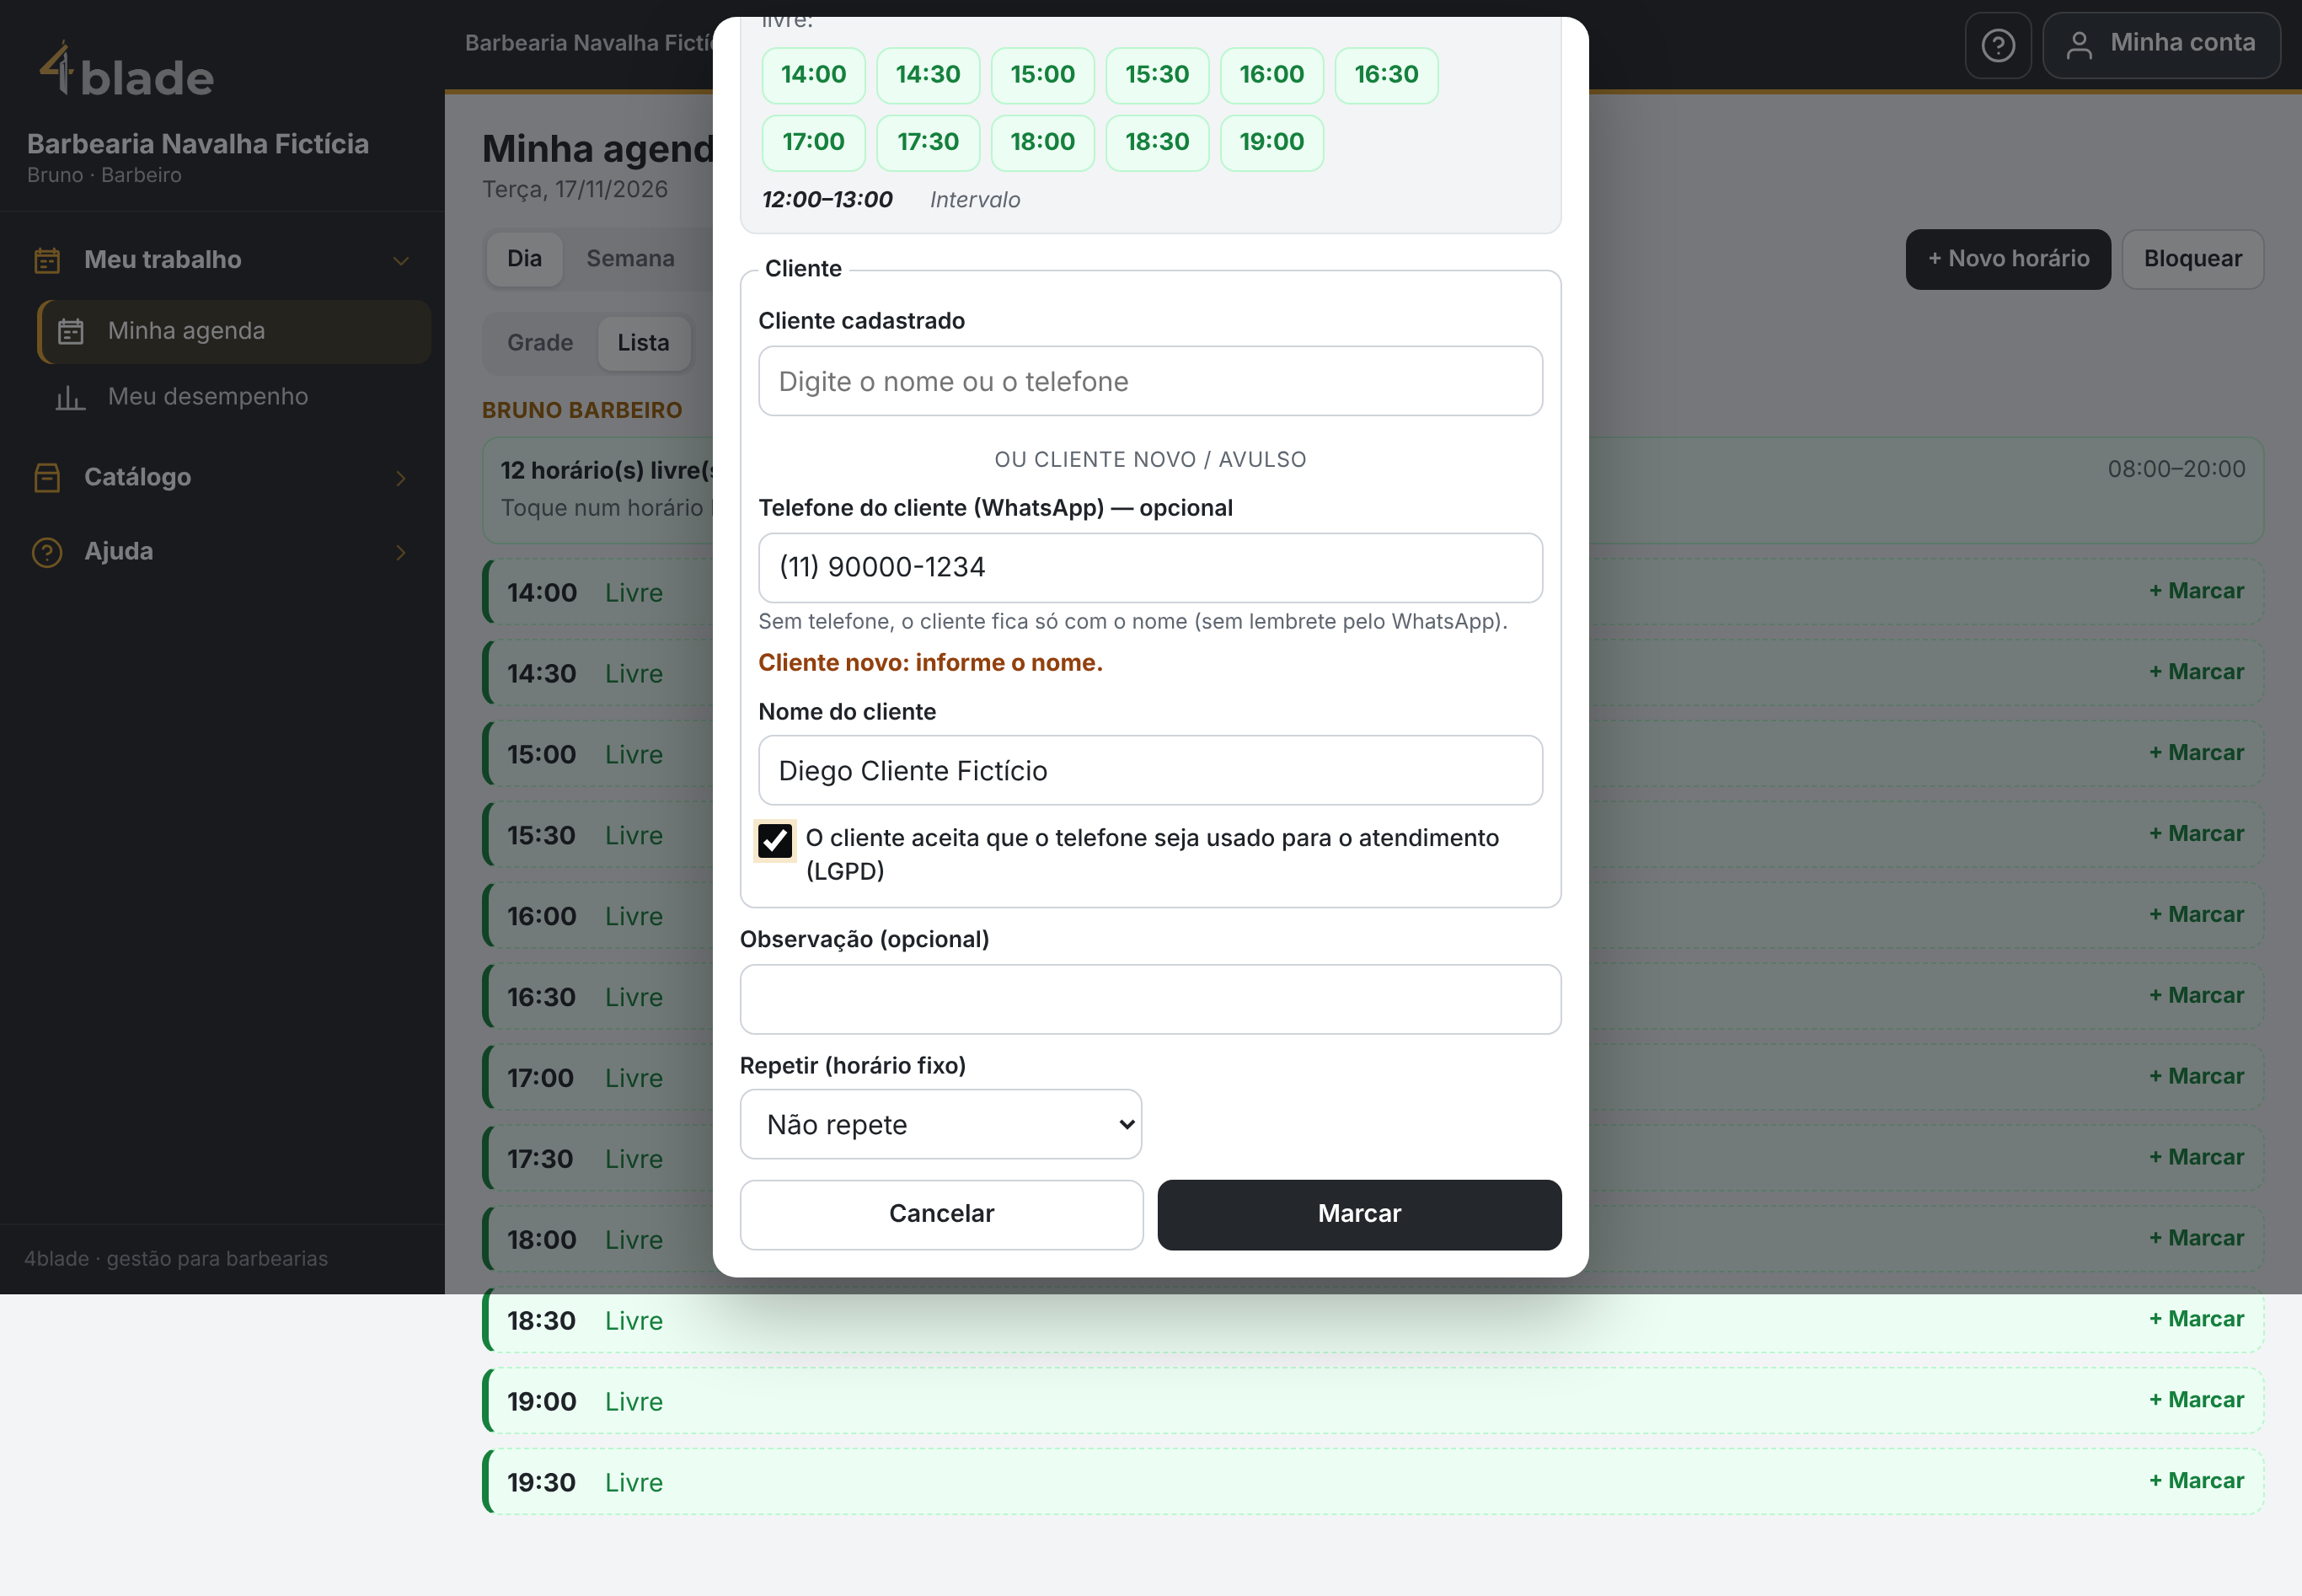 4blade
Barbearia Navalha Fictícia
Bruno · Barbeiro
Meu trabalho
Minha agenda
Meu desempenho
Catálogo
Ajuda
4blade · gestão para barbearias
Barbearia Navalha Fictí
Minha conta
Minha agend
Terça, 17/11/2026
Dia
Semana
+ Novo horário
Bloquear
Grade
Lista
BRUNO BARBEIRO
12 horário(s) livre(s
08:00–20:00
Toque num horário
14:00 Livre + Marcar
14:30 Livre + Marcar
15:00 Livre + Marcar
15:30 Livre + Marcar
16:00 Livre + Marcar
16:30 Livre + Marcar
17:00 Livre + Marcar
17:30 Livre + Marcar
18:00 Livre + Marcar
18:30 Livre + Marcar
19:00 Livre + Marcar
19:30 Livre + Marcar
livre:
14:00 14:30 15:00 15:30 16:00 16:30
17:00 17:30 18:00 18:30 19:00
12:00–13:00 Intervalo
Cliente
Cliente cadastrado
Digite o nome ou o telefone
OU CLIENTE NOVO / AVULSO
Telefone do cliente (WhatsApp) — opcional
(11) 90000-1234
Sem telefone, o cliente fica só com o nome (sem lembrete pelo WhatsApp).
Cliente novo: informe o nome.
Nome do cliente
Diego Cliente Fictício
O cliente aceita que o telefone seja usado para o atendimento
(LGPD)
Observação (opcional)
Repetir (horário fixo)
Não repete
Cancelar
Marcar